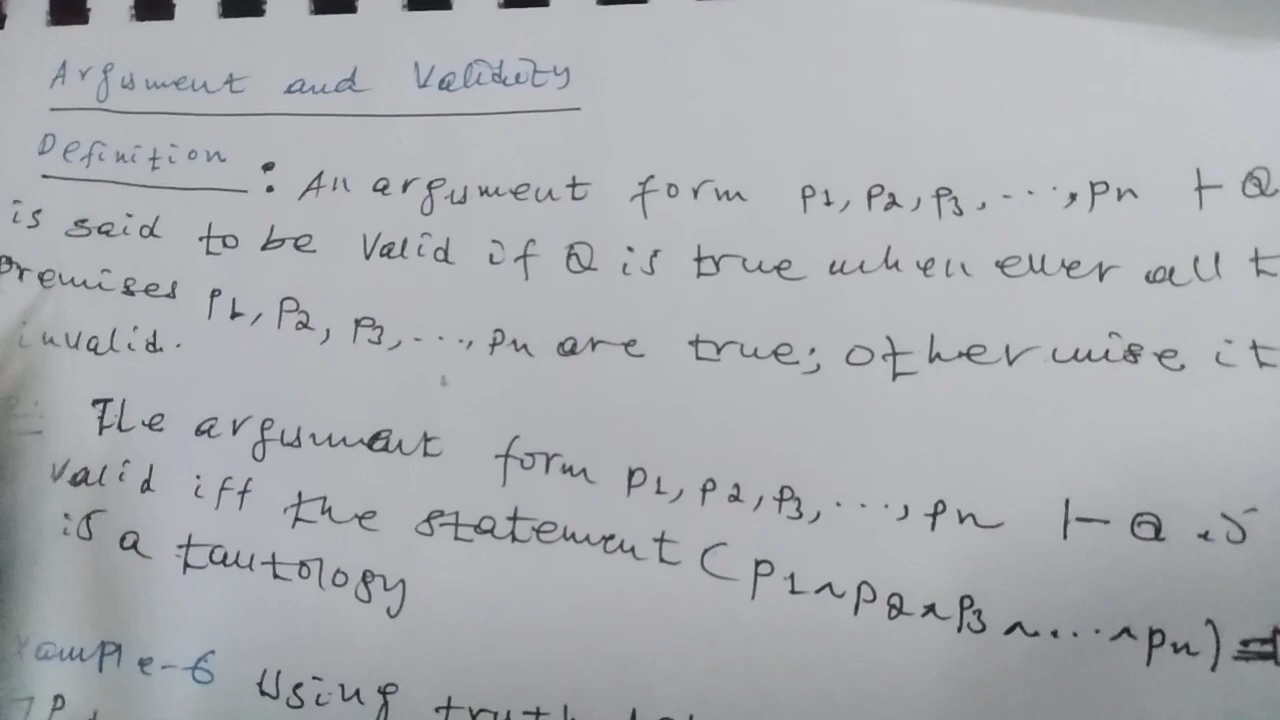 Argument and Validity
Definition: An argument form p1, p2, p3, ..., pn ⊢ Q
is said to be valid if Q is true when ever all t
premises p1, p2, p3, ..., pn are true; otherwise it
invalid.
The argument form p1, p2, p3, ..., pn ⊢ Q is
valid iff the statement (p1 ^ p2 ^ p3 ^ .... ^ pn) =
is a tautology
xample-6 Using truth
7P